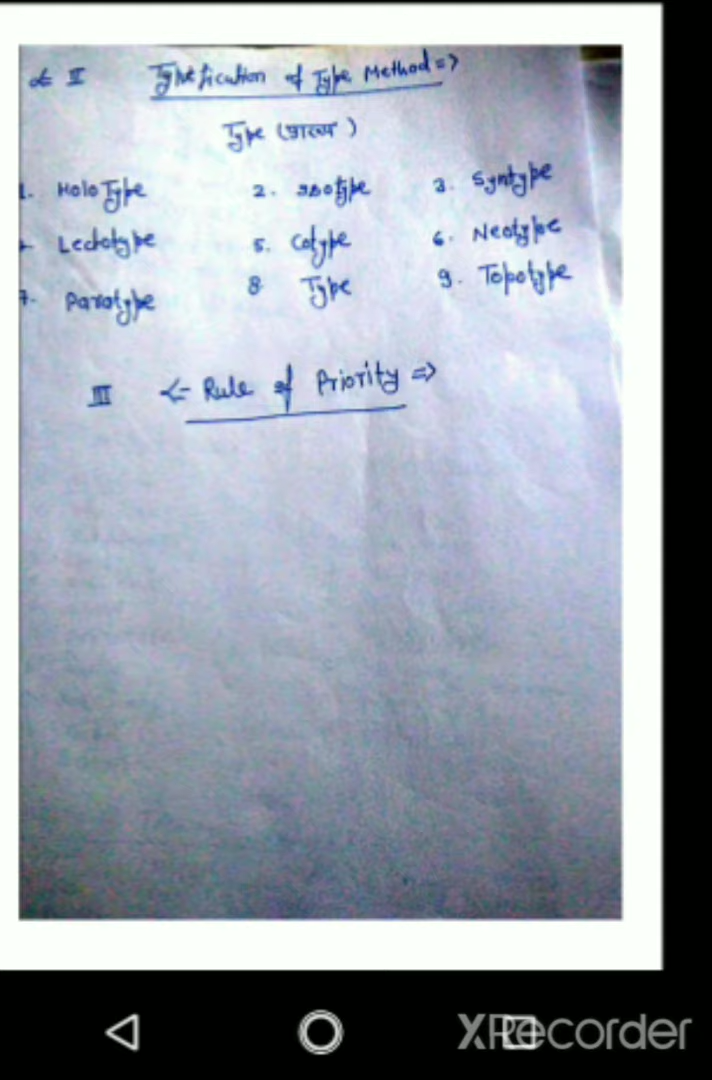 II Typification of Type Method =>
Type (प्रारूप)
1. HoloType 2. Isotype 3. Syntype
Lectotype 5. Cotype 6. Neotype
7. Paratype 8 Type 9. Topotype
III <= Rule of Priority =>
XRecorder